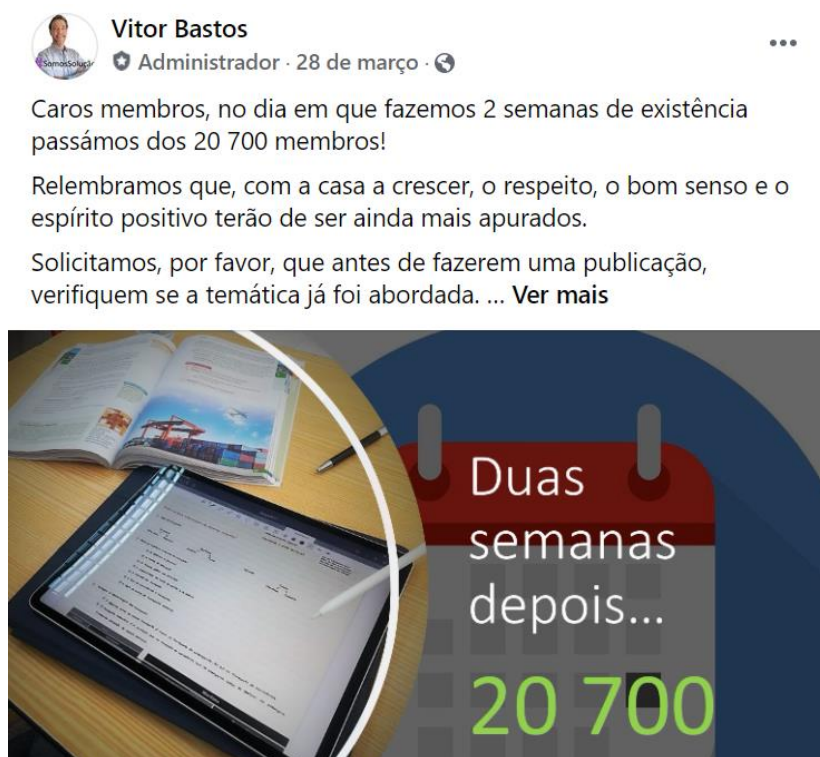 Vitor Bastos
Administrador · 28 de março ·
Caros membros, no dia em que fazemos 2 semanas de existência
passámos dos 20 700 membros!
Relembramos que, com a casa a crescer, o respeito, o bom senso e o
espírito positivo terão de ser ainda mais apurados.
Solicitamos, por favor, que antes de fazerem uma publicação,
verifiquem se a temática já foi abordada. ... Ver mais
Duas
semanas
depois...
20 700